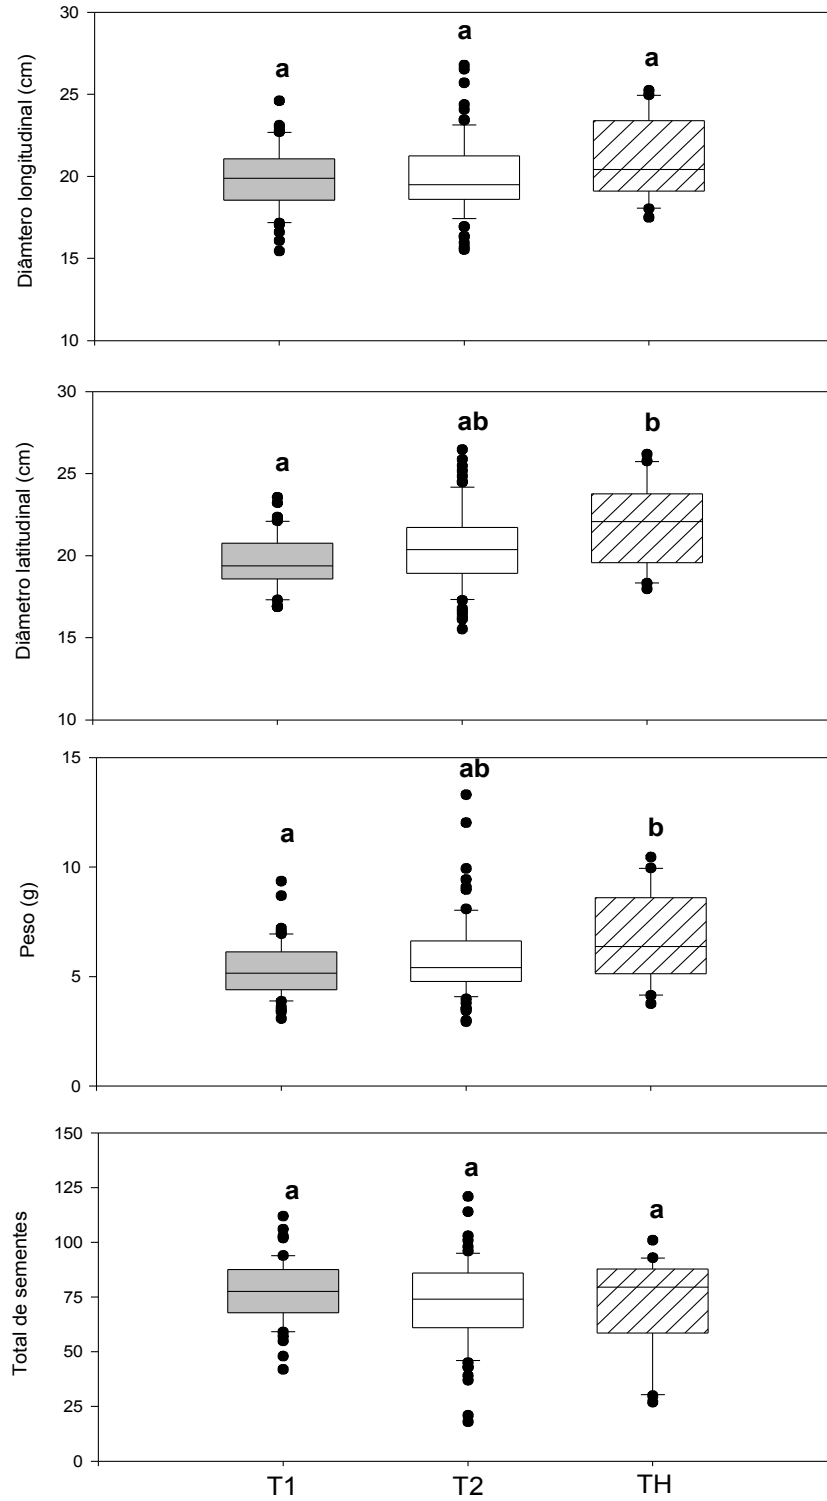 30
a
a
a
25
20
15
10
Diâmtero longitudinal (cm)
30
ab
b
a
25
20
15
10
Diâmetro latitudinal (cm)
15
ab
b
a
10
5
0
Peso (g)
150
a
a
a
125
100
75
50
25
0
Total de sementes
T1 T2 TH